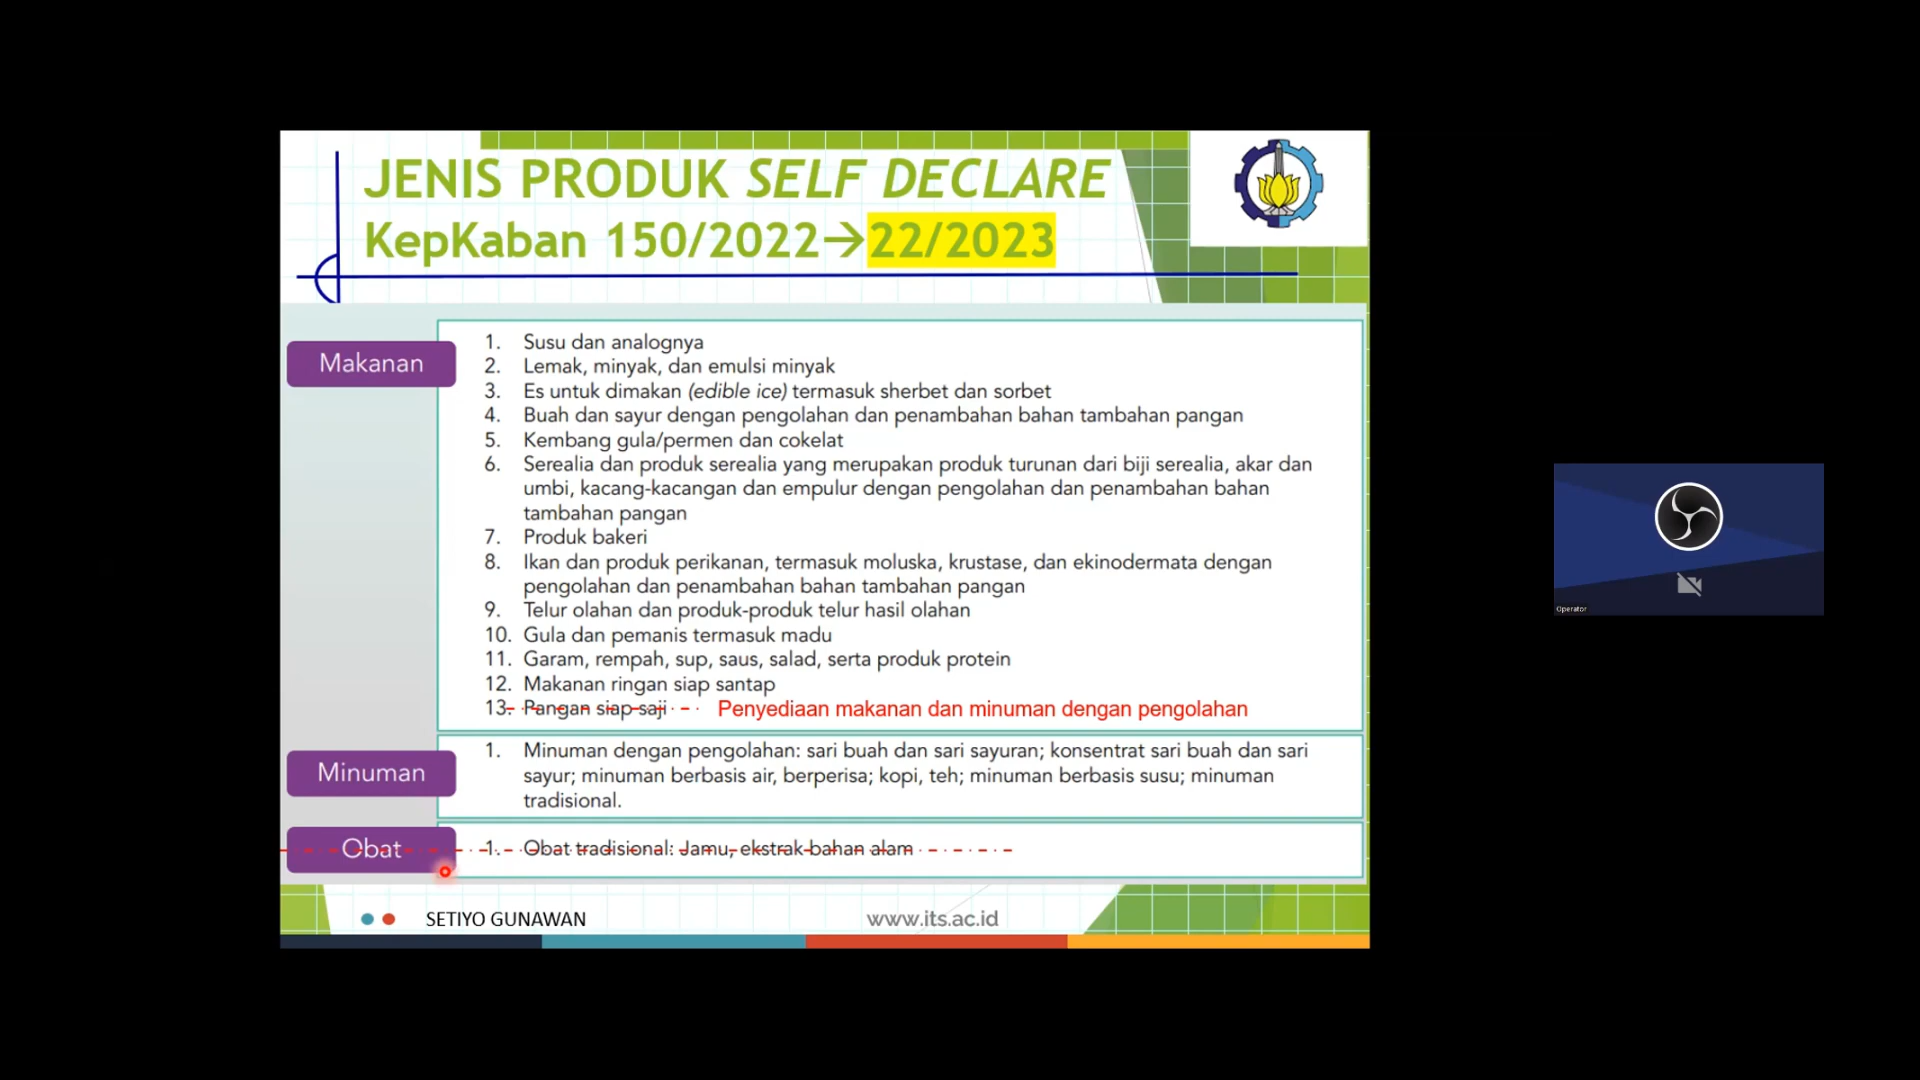 JENIS PRODUK SELF DECLARE
KepKaban 150/2022→22/2023
Makanan
1. Susu dan analognya
2. Lemak, minyak, dan emulsi minyak
3. Es untuk dimakan (edible ice) termasuk sherbet dan sorbet
4. Buah dan sayur dengan pengolahan dan penambahan bahan tambahan pangan
5. Kembang gula/permen dan cokelat
6. Serealia dan produk serealia yang merupakan produk turunan dari biji serealia, akar dan
umbi, kacang-kacangan dan empulur dengan pengolahan dan penambahan bahan
tambahan pangan
7. Produk bakeri
8. Ikan dan produk perikanan, termasuk moluska, krustase, dan ekinodermata dengan
pengolahan dan penambahan bahan tambahan pangan
9. Telur olahan dan produk-produk telur hasil olahan
10. Gula dan pemanis termasuk madu
11. Garam, rempah, sup, saus, salad, serta produk protein
12. Makanan ringan siap santap
13. Pangan siap saji Penyediaan makanan dan minuman dengan pengolahan
Minuman
1. Minuman dengan pengolahan: sari buah dan sari sayuran; konsentrat sari buah dan sari
sayur; minuman berbasis air, berperisa; kopi, teh; minuman berbasis susu; minuman
tradisional.
Obat
1. Obat tradisional: Jamu, ekstrak bahan alam
SETIYO GUNAWAN
www.its.ac.id
Operator